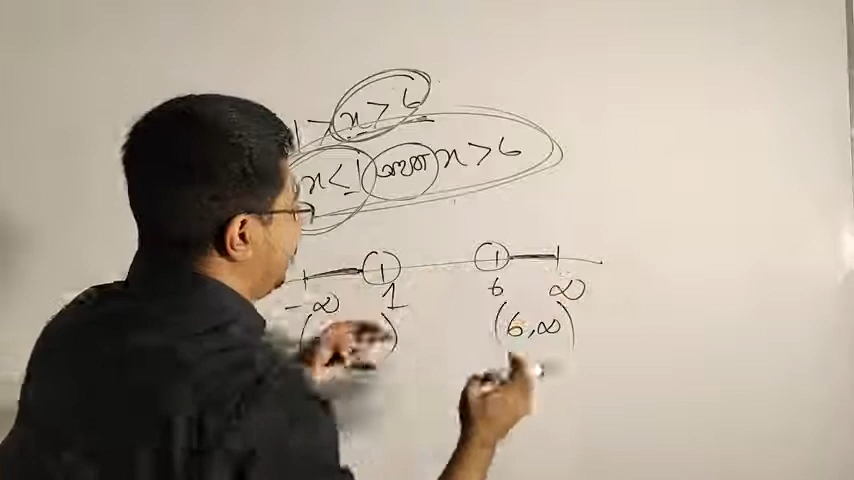 x > 6
x < 1 অথবা x > 6
-∞ 1 6 ∞
( ) (6, ∞)